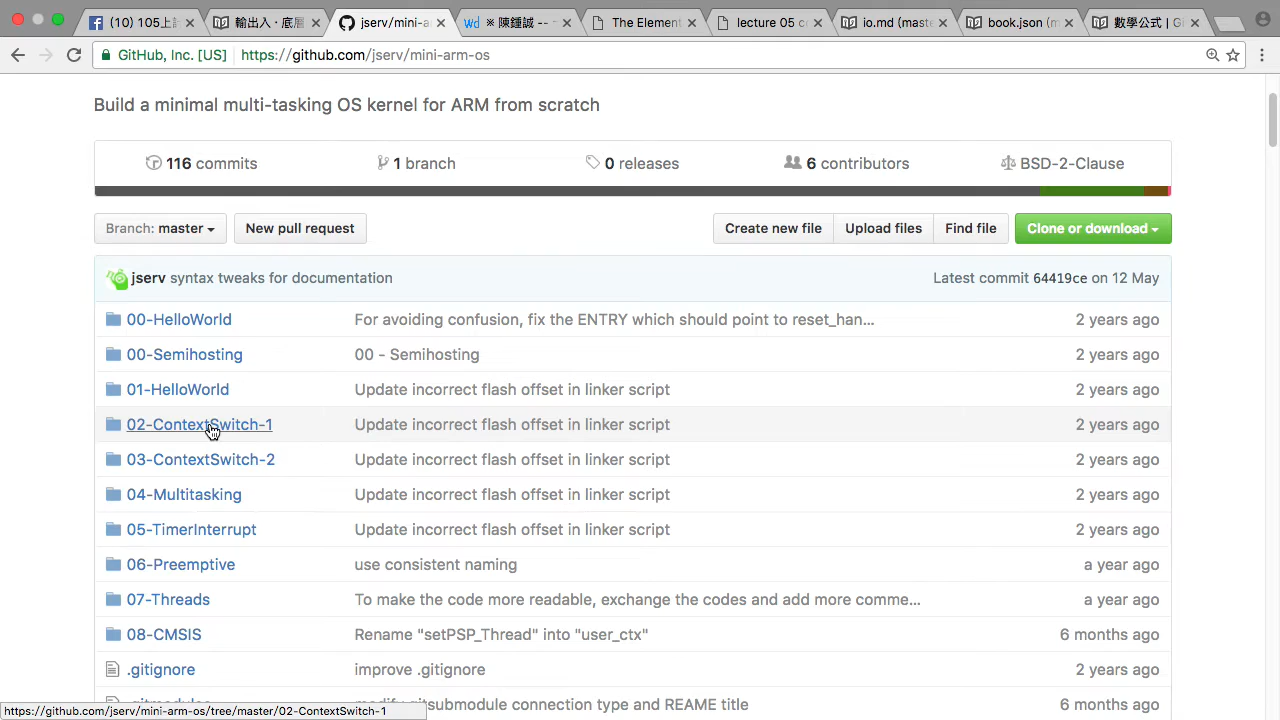 (10) 105上計
輸出入 · 底層
jserv/mini-a
※ 陳鍾誠 -- 
The Element
lecture 05 D
io.md (mast
book.json (m
數學公式 | Gi
GitHub, Inc. [US] https://github.com/jserv/mini-arm-os
Build a minimal multi-tasking OS kernel for ARM from scratch
116 commits 1 branch 0 releases 6 contributors BSD-2-Clause
Branch: master New pull request Create new file Upload files Find file Clone or download
jserv syntax tweaks for documentation Latest commit 64419ce on 12 May
00-HelloWorld For avoiding confusion, fix the ENTRY which should point to reset_han... 2 years ago
00-Semihosting 00 - Semihosting 2 years ago
01-HelloWorld Update incorrect flash offset in linker script 2 years ago
02-ContextSwitch-1 Update incorrect flash offset in linker script 2 years ago
03-ContextSwitch-2 Update incorrect flash offset in linker script 2 years ago
04-Multitasking Update incorrect flash offset in linker script 2 years ago
05-TimerInterrupt Update incorrect flash offset in linker script 2 years ago
06-Preemptive use consistent naming a year ago
07-Threads To make the code more readable, exchange the codes and add more comme... a year ago
08-CMSIS Rename "setPSP_Thread" into "user_ctx" 6 months ago
.gitignore improve .gitignore 2 years ago
.gitmodules modify gitsubmodule connection type and REAME title 6 months ago
https://github.com/jserv/mini-arm-os/tree/master/02-ContextSwitch-1